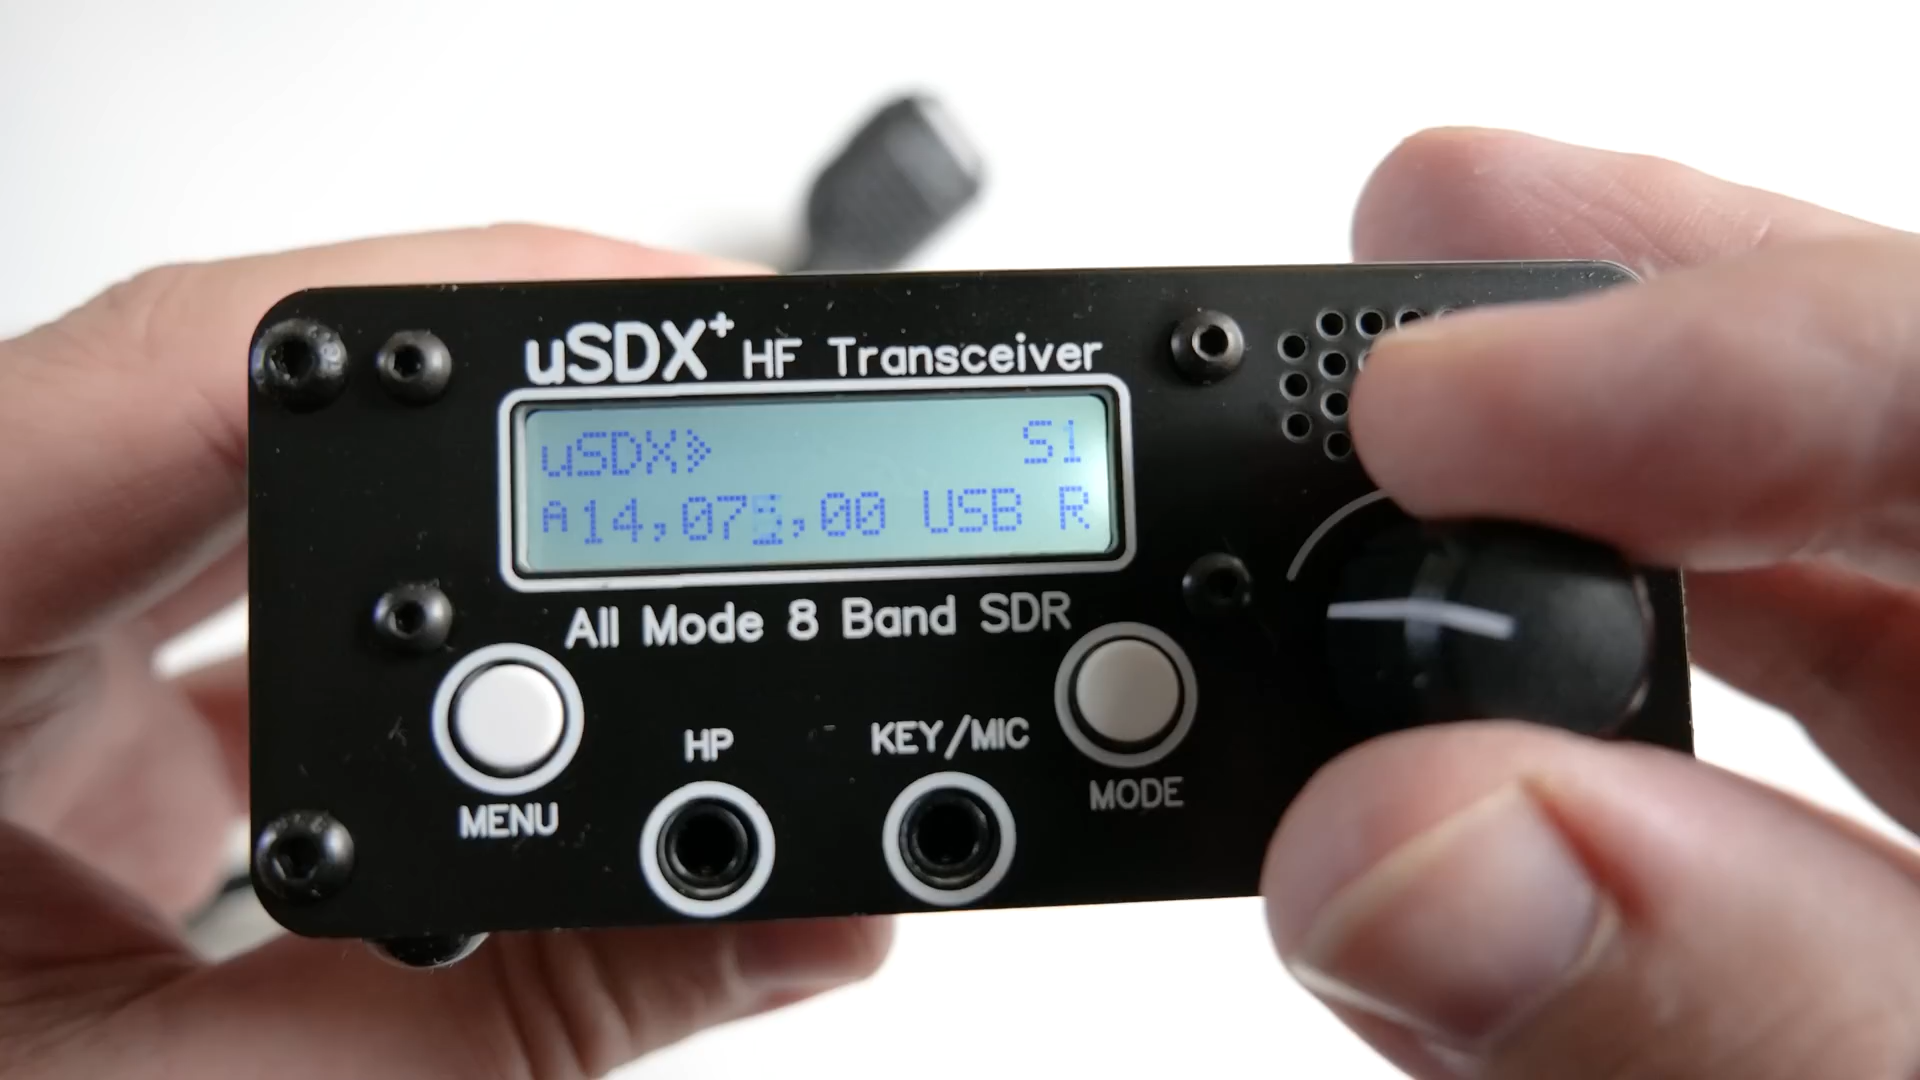 uSDX+ HF Transceiver
uSDX S1
A14,075,00 USB R
All Mode 8 Band SDR
HP
KEY/MIC
MENU
MODE